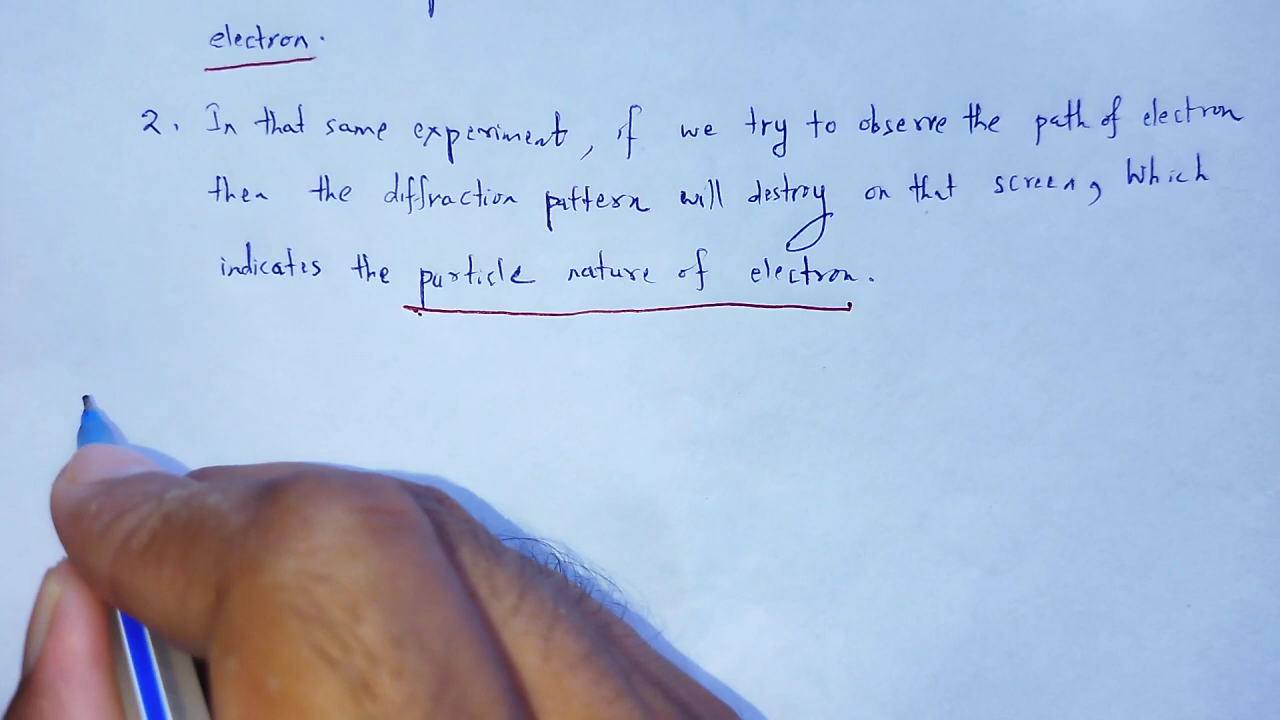 electron.
2. In that same experiment, if we try to observe the path of electron
then the diffraction pattern will destroy on that screen, Which
indicates the particle nature of electron.